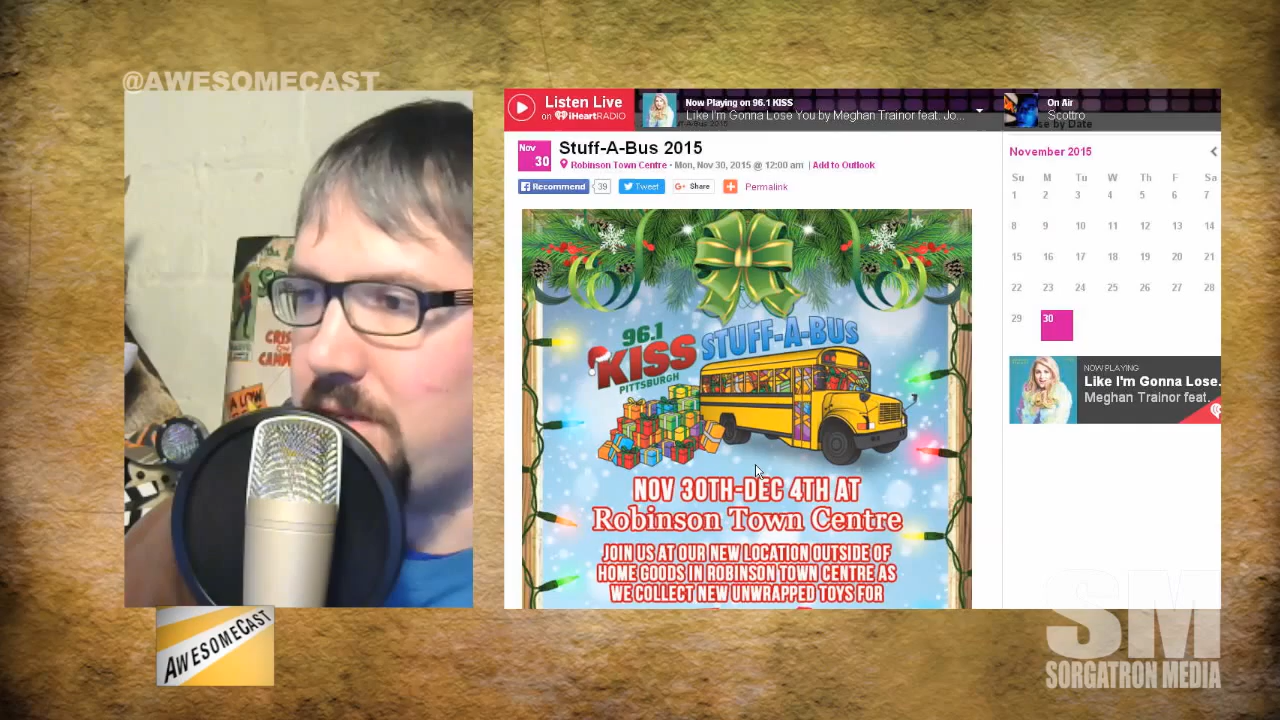 @AWESOMECAST
Listen Live
on iHeartRADIO
Now Playing on 96.1 KISS
Like I'm Gonna Lose You by Meghan Trainor feat. Jo...
On Air
Scottro
se by Date
Nov
30
Stuff-A-Bus 2015
Robinson Town Centre - Mon, Nov 30, 2015 @ 12:00 am | Add to Outlook
Recommend 39 Tweet G+ Share Permalink
November 2015
Su M Tu W Th F Sa
1 2 3 4 5 6 7
8 9 10 11 12 13 14
15 16 17 18 19 20 21
22 23 24 25 26 27 28
29 30
96.1
KISS
PITTSBURGH
STUFF-A-BUs
NOV 30TH-DEC 4TH AT
Robinson Town Centre
JOIN US AT OUR NEW LOCATION OUTSIDE OF
HOME GOODS IN ROBINSON TOWN CENTRE AS
WE COLLECT NEW UNWRAPPED TOYS FOR
NOW PLAYING
Like I'm Gonna Lose.
Meghan Trainor feat.
CRIS
CAMP
A LOW
AWESOMECAST
SM
SORGATRON MEDIA